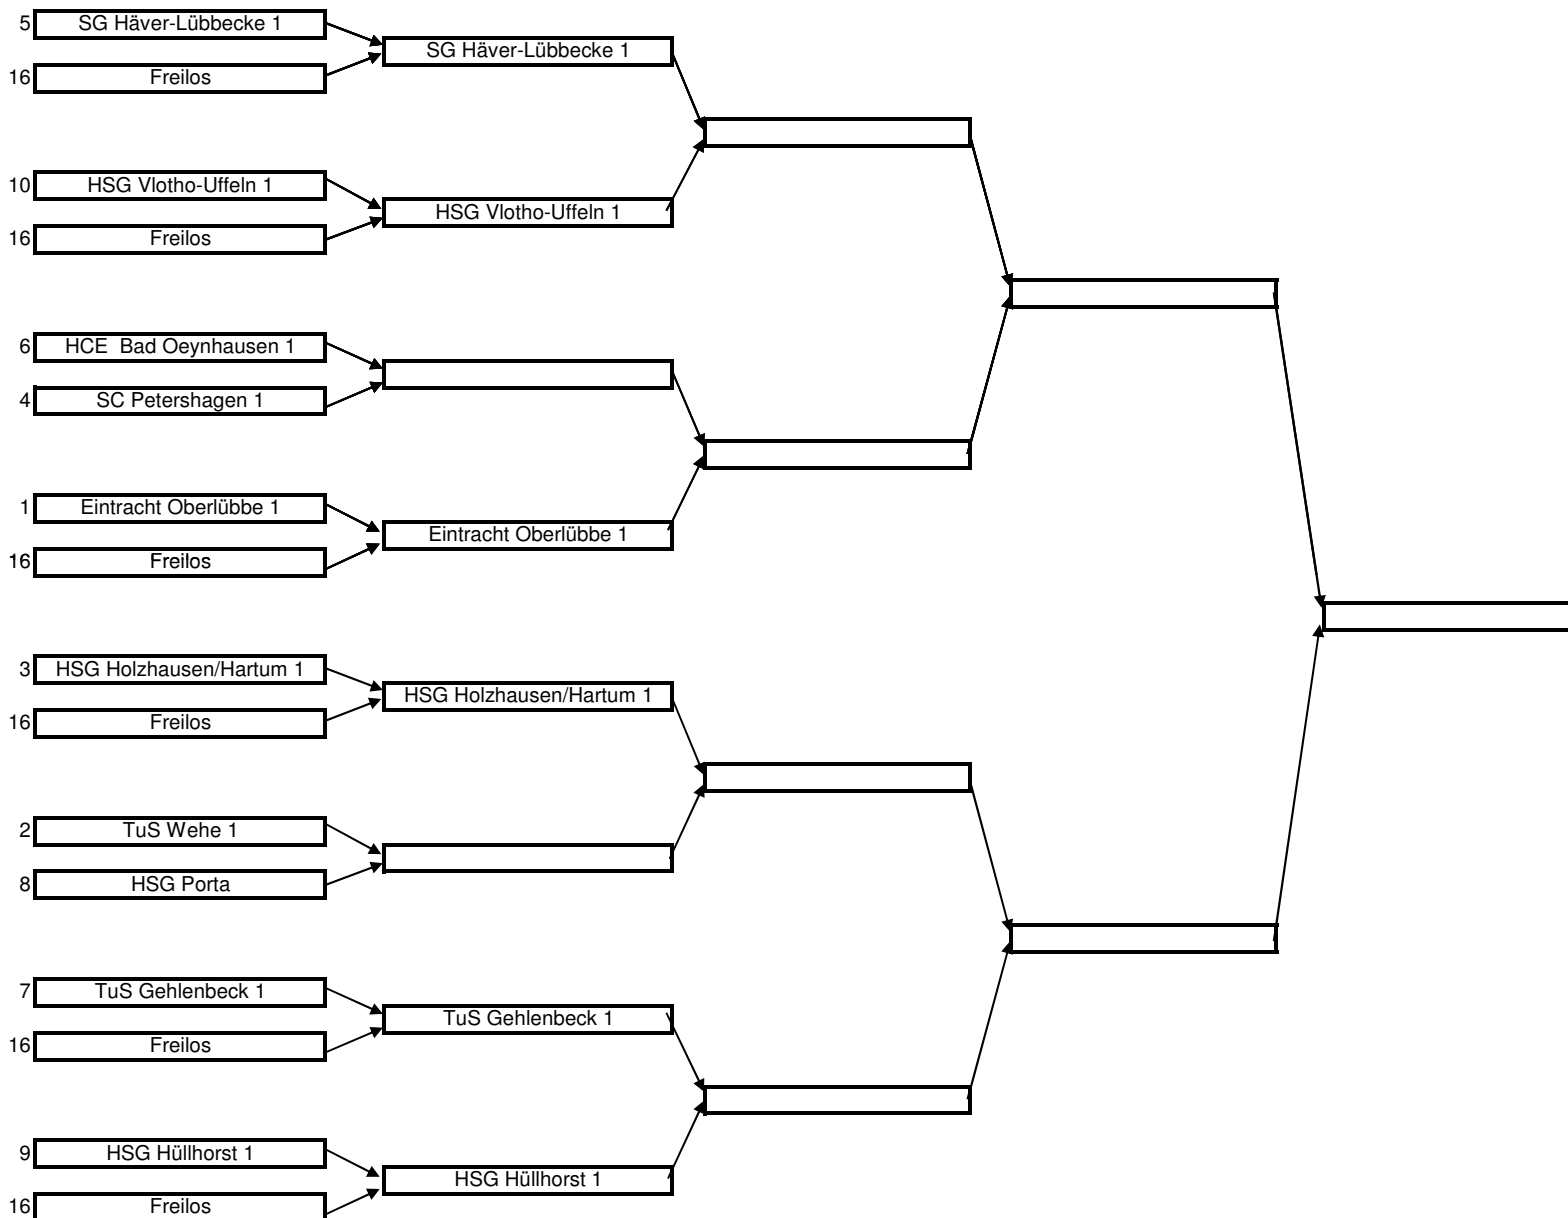 5 SG Häver-Lübbecke 1
SG Häver-Lübbecke 1
16 Freilos
10 HSG Vlotho-Uffeln 1
HSG Vlotho-Uffeln 1
16 Freilos
6 HCE  Bad Oeynhausen 1
4 SC Petershagen 1
1 Eintracht Oberlübbe 1
Eintracht Oberlübbe 1
16 Freilos
3 HSG Holzhausen/Hartum 1
HSG Holzhausen/Hartum 1
16 Freilos
2 TuS Wehe 1
8 HSG Porta
7 TuS Gehlenbeck 1
TuS Gehlenbeck 1
16 Freilos
9 HSG Hüllhorst 1
HSG Hüllhorst 1
16 Freilos